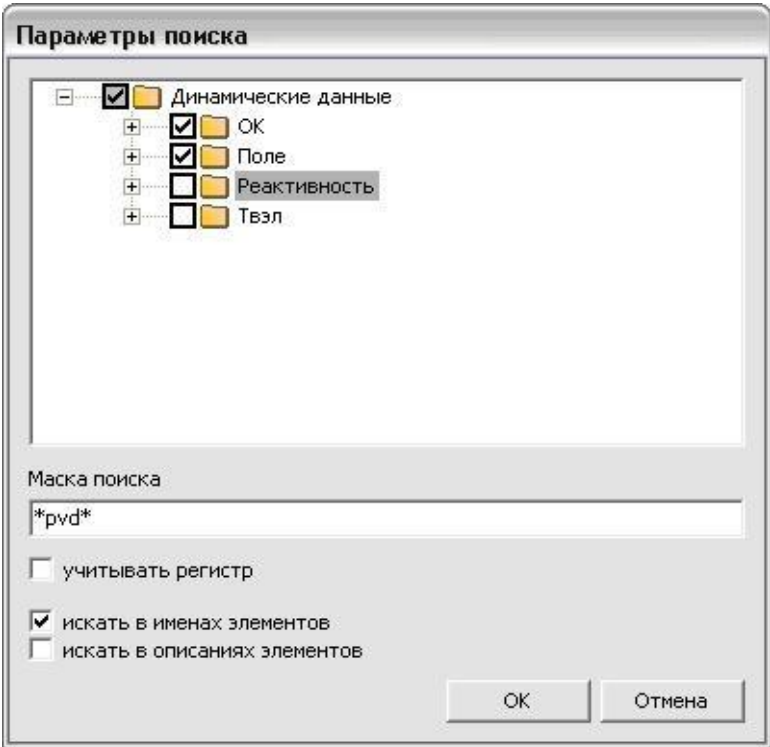 Параметры поиска
Динамические данные
ОК
Поле
Реактивность
Твэл
Маска поиска
*pvd*
учитывать регистр
искать в именах элементов
искать в описаниях элементов
ОК
Отмена